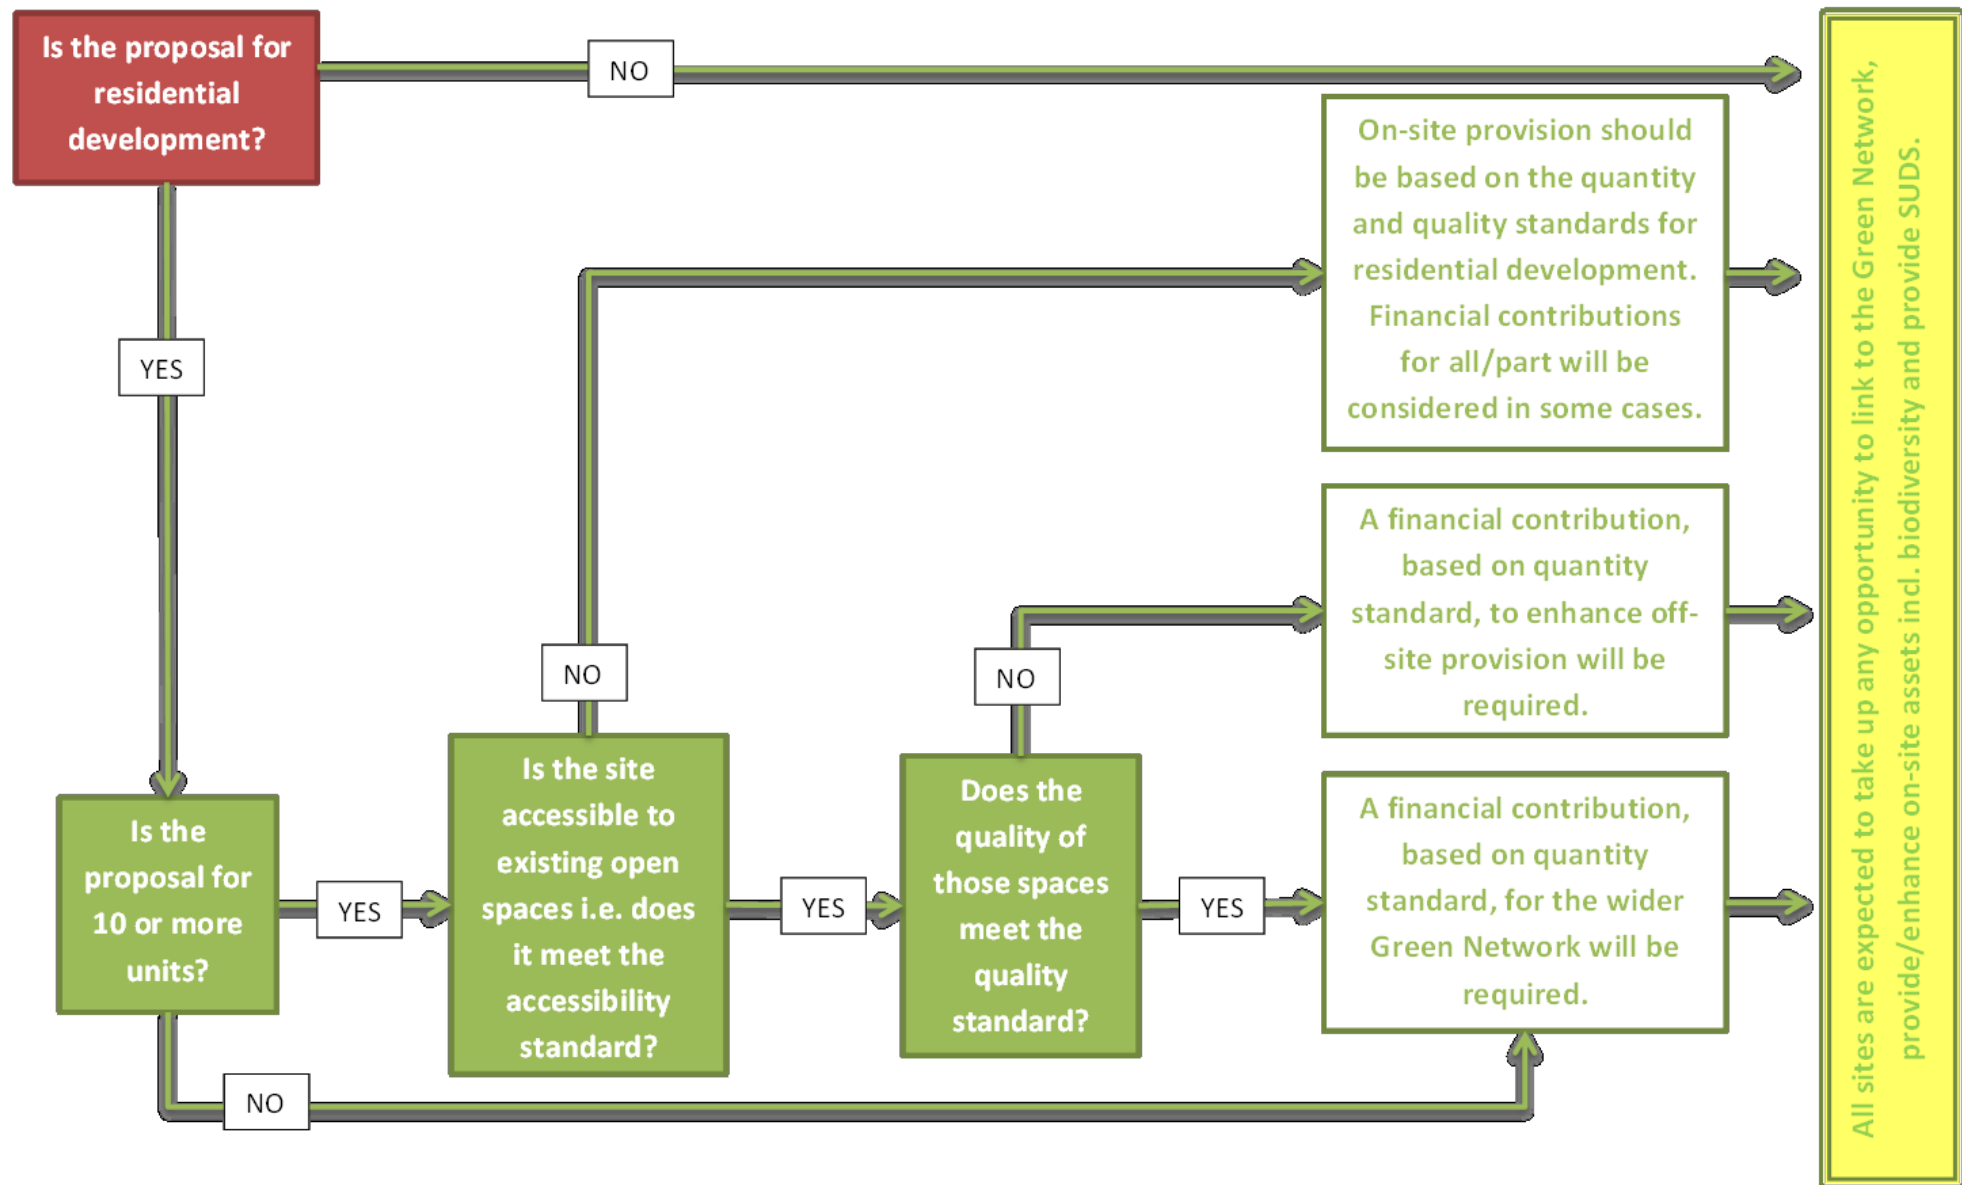 Is the proposal for
residential
development?
NO
YES
On-site provision should
be based on the quantity
and quality standards for
residential development.
Financial contributions
for all/part will be
considered in some cases.
NO
A financial contribution,
based on quantity
standard, to enhance off-
site provision will be
required.
NO
Is the
proposal for
10 or more
units?
YES
Is the site
accessible to
existing open
spaces i.e. does
it meet the
accessibility
standard?
YES
Does the
quality of
those spaces
meet the
quality
standard?
YES
A financial contribution,
based on quantity
standard, for the wider
Green Network will be
required.
NO
All sites are expected to take up any opportunity to link to the Green Network,
provide/enhance on-site assets incl. biodiversity and provide SUDS.